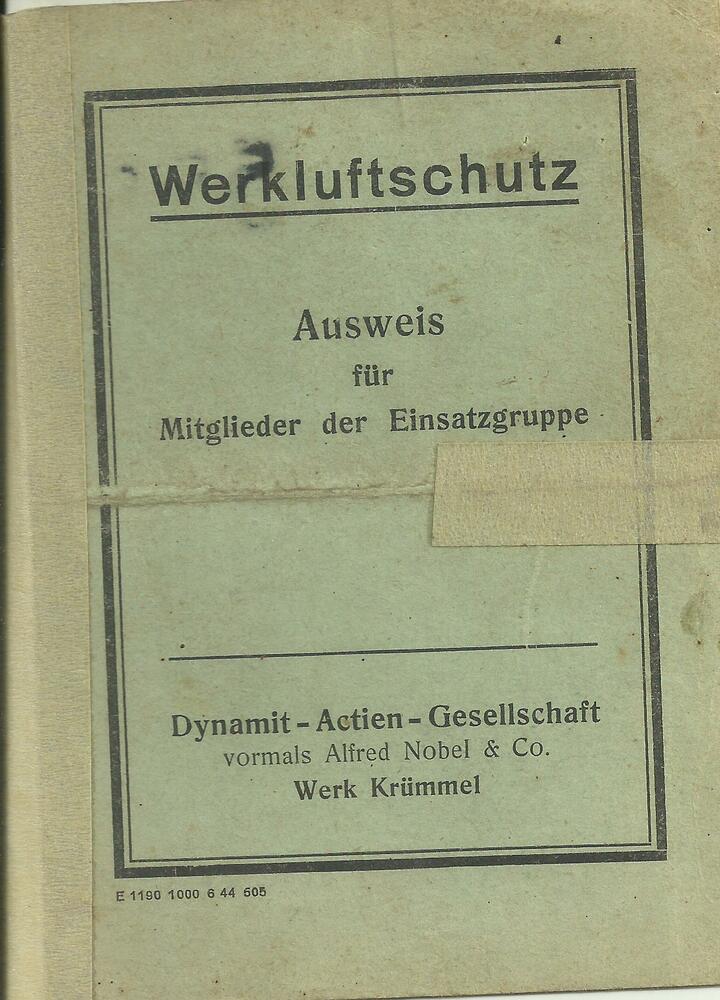 Werkluftschutz
Ausweis
für
Mitglieder der Einsatzgruppe
Dynamit-Actien-Gesellschaft
vormals Alfred Nobel & Co.
Werk Krümmel
E 1190 1000 6 44 505